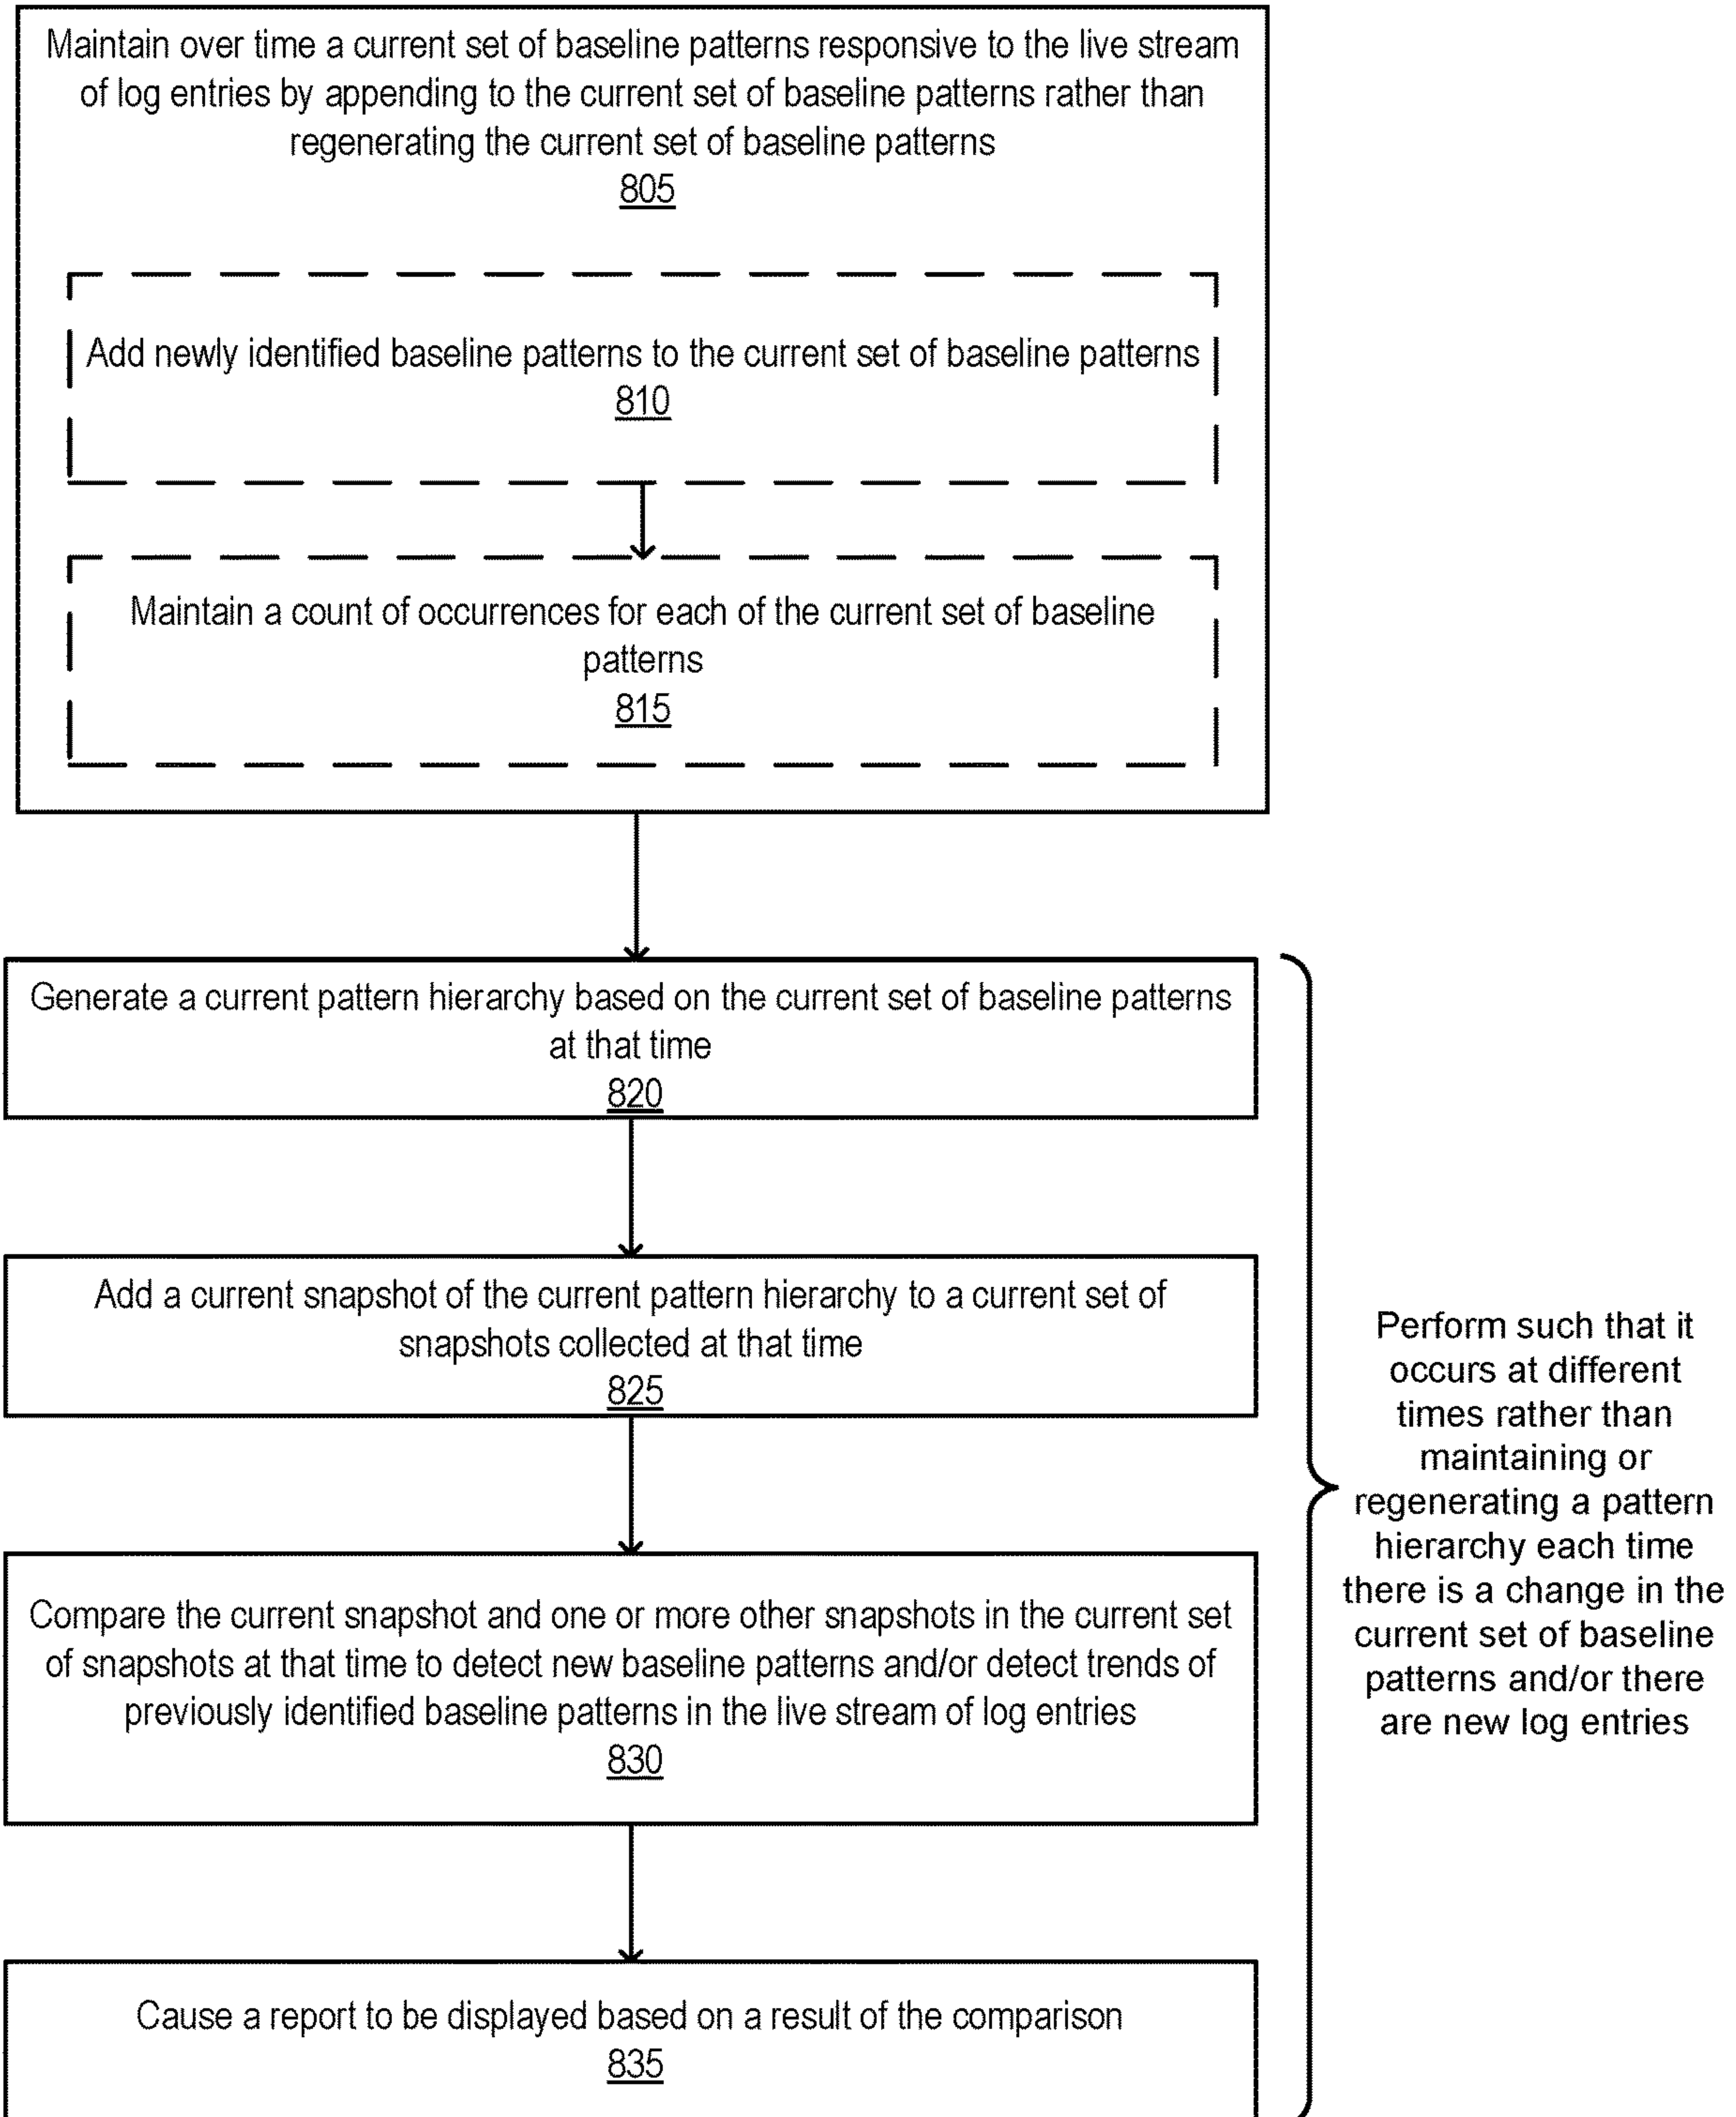 Maintain over time a current set of baseline patterns responsive to the live stream
of log entries by appending to the current set of baseline patterns rather than
regenerating the current set of baseline patterns
805
Add newly identified baseline patterns to the current set of baseline patterns
810
Maintain a count of occurrences for each of the current set of baseline
patterns
815
Generate a current pattern hierarchy based on the current set of baseline patterns
at that time
820
Add a current snapshot of the current pattern hierarchy to a current set of
snapshots collected at that time
825
Compare the current snapshot and one or more other snapshots in the current set
of snapshots at that time to detect new baseline patterns and/or detect trends of
previously identified baseline patterns in the live stream of log entries
830
Cause a report to be displayed based on a result of the comparison
835
Perform such that it
occurs at different
times rather than
maintaining or
regenerating a pattern
hierarchy each time
there is a change in the
current set of baseline
patterns and/or there
are new log entries